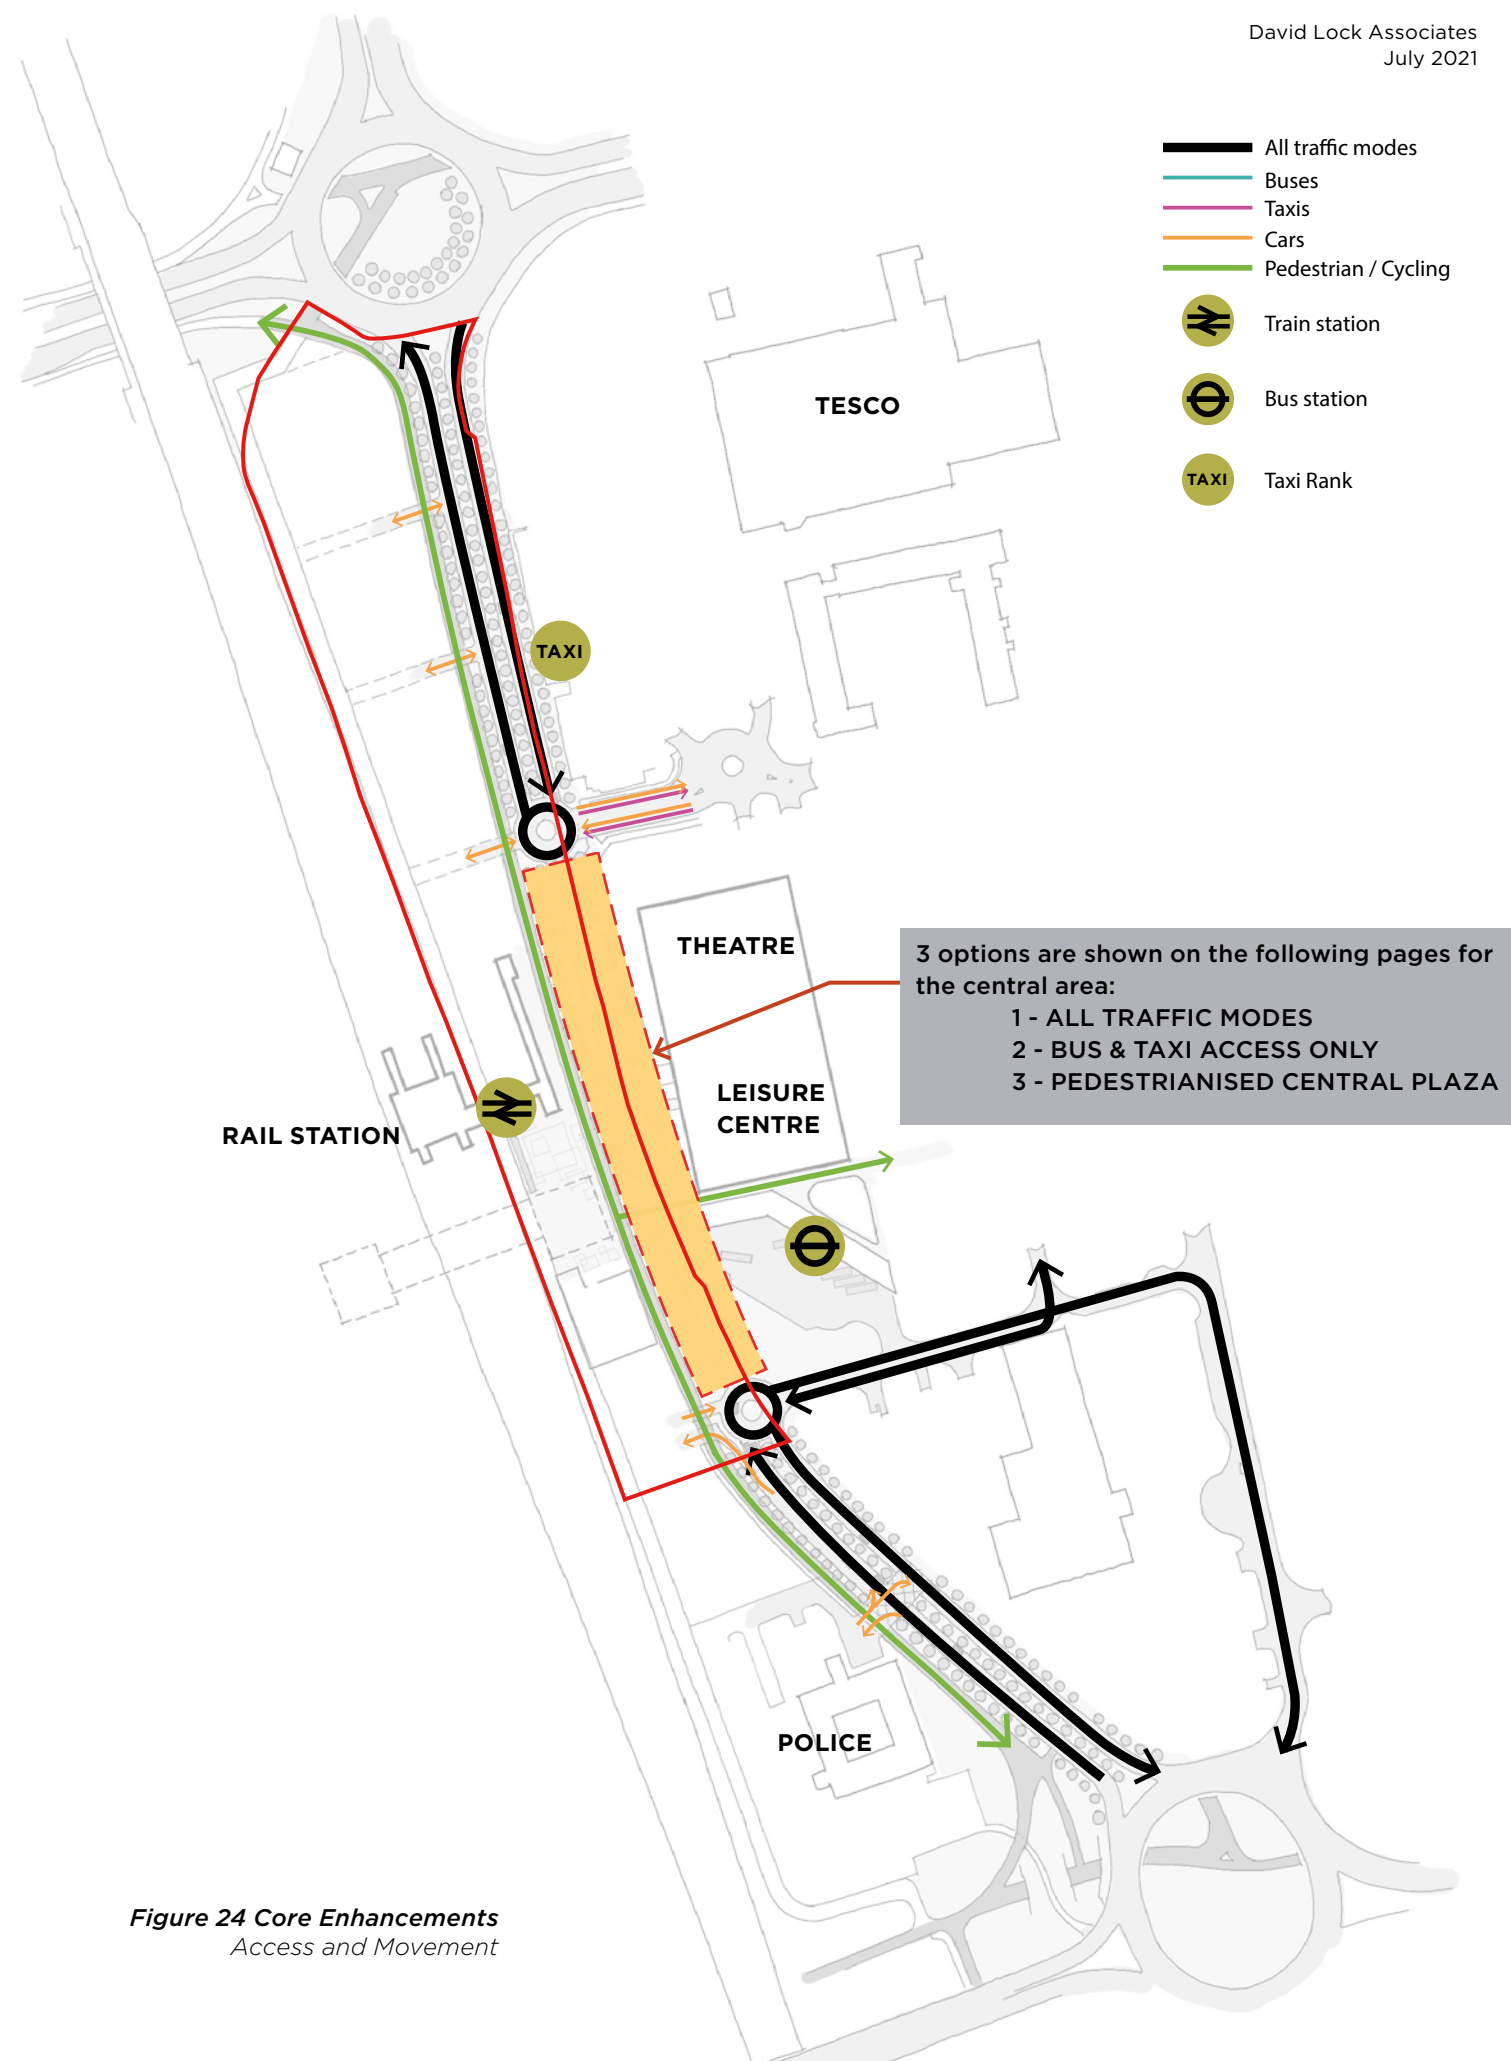 David Lock Associates
July 2021
All traffic modes
Buses
Taxis
Cars
Pedestrian / Cycling
Train station
Bus station
TAXI
Taxi Rank
TESCO
TAXI
THEATRE
3 options are shown on the following pages for
the central area:
1 - ALL TRAFFIC MODES
2 - BUS & TAXI ACCESS ONLY
3 - PEDESTRIANISED CENTRAL PLAZA
LEISURE
CENTRE
RAIL STATION
POLICE
Figure 24 Core Enhancements
Access and Movement